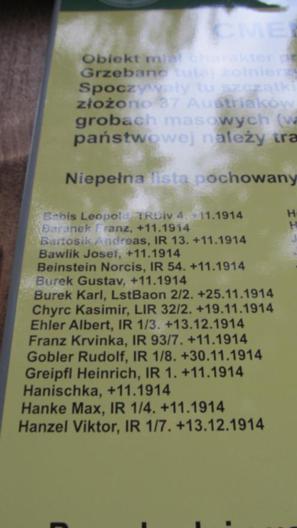 CMEN
Obiekt miał charakter pr
Grzebano tutaj żołnierzy
Spoczywały tu szczątki
złożono 37 Austriaków
grobach masowych (w
państwowej należy tra
Niepełna lista pochowany
Babis Leopold, TRDiv 4. +11.1914
Baranek Franz, +11.1914
Bartosik Andreas, IR 13. +11.1914
Bawlik Josef, +11.1914
Beinstein Norcis, IR 54. +11.1914
Burek Gustav, +11.1914
Burek Karl, LstBaon 2/2. +25.11.1914
Chyrc Kasimir, LIR 32/2. +19.11.1914
Ehler Albert, IR 1/3. +13.12.1914
Franz Krvinka, IR 93/7. +11.1914
Gobler Rudolf, IR 1/8. +30.11.1914
Greipfl Heinrich, IR 1. +11.1914
Hanischka, +11.1914
Hanke Max, IR 1/4. +11.1914
Hanzel Viktor, IR 1/7. +13.12.1914